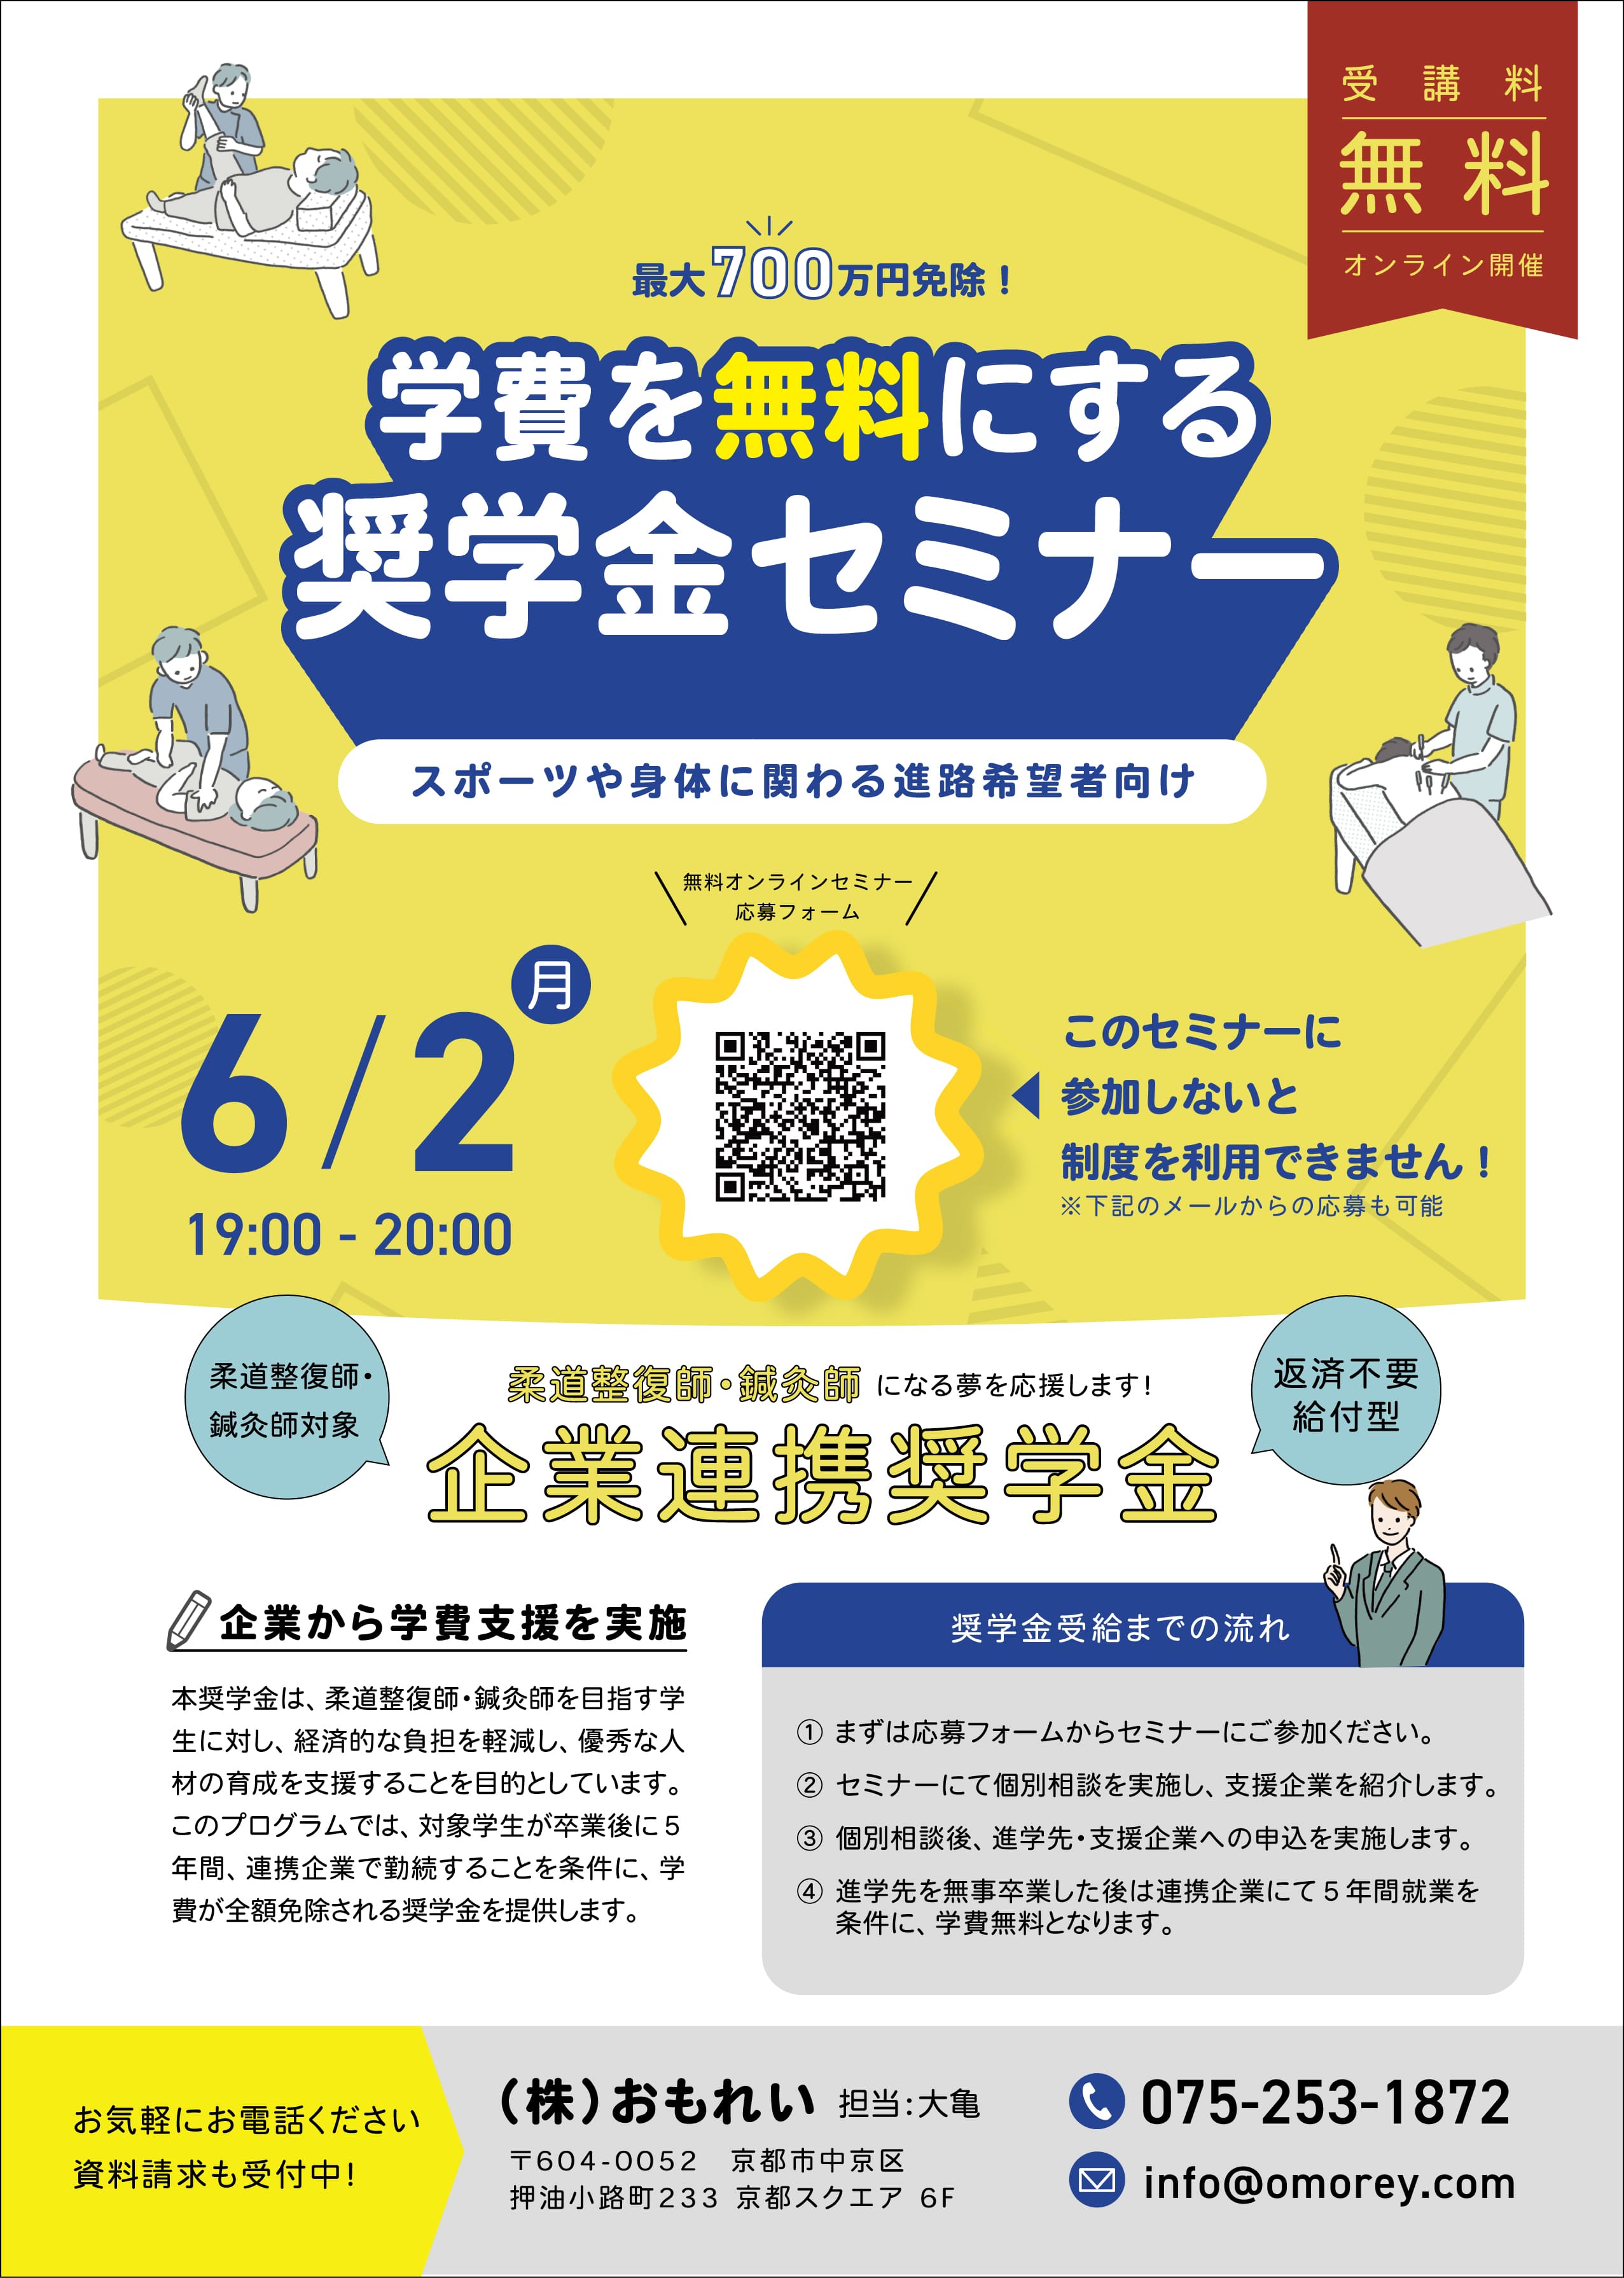 受講料
無料
オンライン開催
最大700万円免除！
学費を無料にする
奨学金セミナー
スポーツや身体に関わる進路希望者向け
無料オンラインセミナー
応募フォーム
6/2
月
19:00 - 20:00
このセミナーに
参加しないと
制度を利用できません！
※下記のメールからの応募も可能
柔道整復師・
鍼灸師対象
柔道整復師・鍼灸師 になる夢を応援します！
企業連携奨学金
返済不要
給付型
企業から学費支援を実施
本奨学金は、柔道整復師・鍼灸師を目指す学
生に対し、経済的な負担を軽減し、優秀な人
材の育成を支援することを目的としています。
このプログラムでは、対象学生が卒業後に５
年間、連携企業で勤続することを条件に、学
費が全額免除される奨学金を提供します。
奨学金受給までの流れ
① まずは応募フォームからセミナーにご参加ください。
② セミナーにて個別相談を実施し、支援企業を紹介します。
③ 個別相談後、進学先・支援企業への申込を実施します。
④ 進学先を無事卒業した後は連携企業にて５年間就業を
条件に、学費無料となります。
お気軽にお電話ください
資料請求も受付中！
（株）おもれい 担当：大亀
〒604-0052　京都市中京区
押油小路町233 京都スクエア 6F
075-253-1872
info@omorey.com